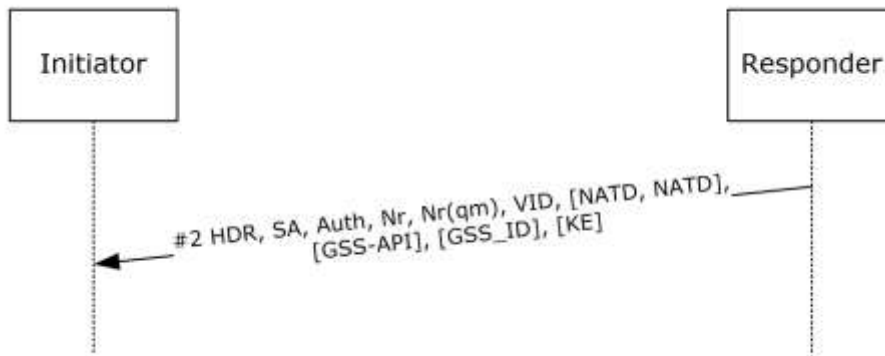 Initiator
Responder
#2 HDR, SA, Auth, Nr, Nr(qm), VID, [NATD, NATD],
[GSS-API], [GSS_ID], [KE]